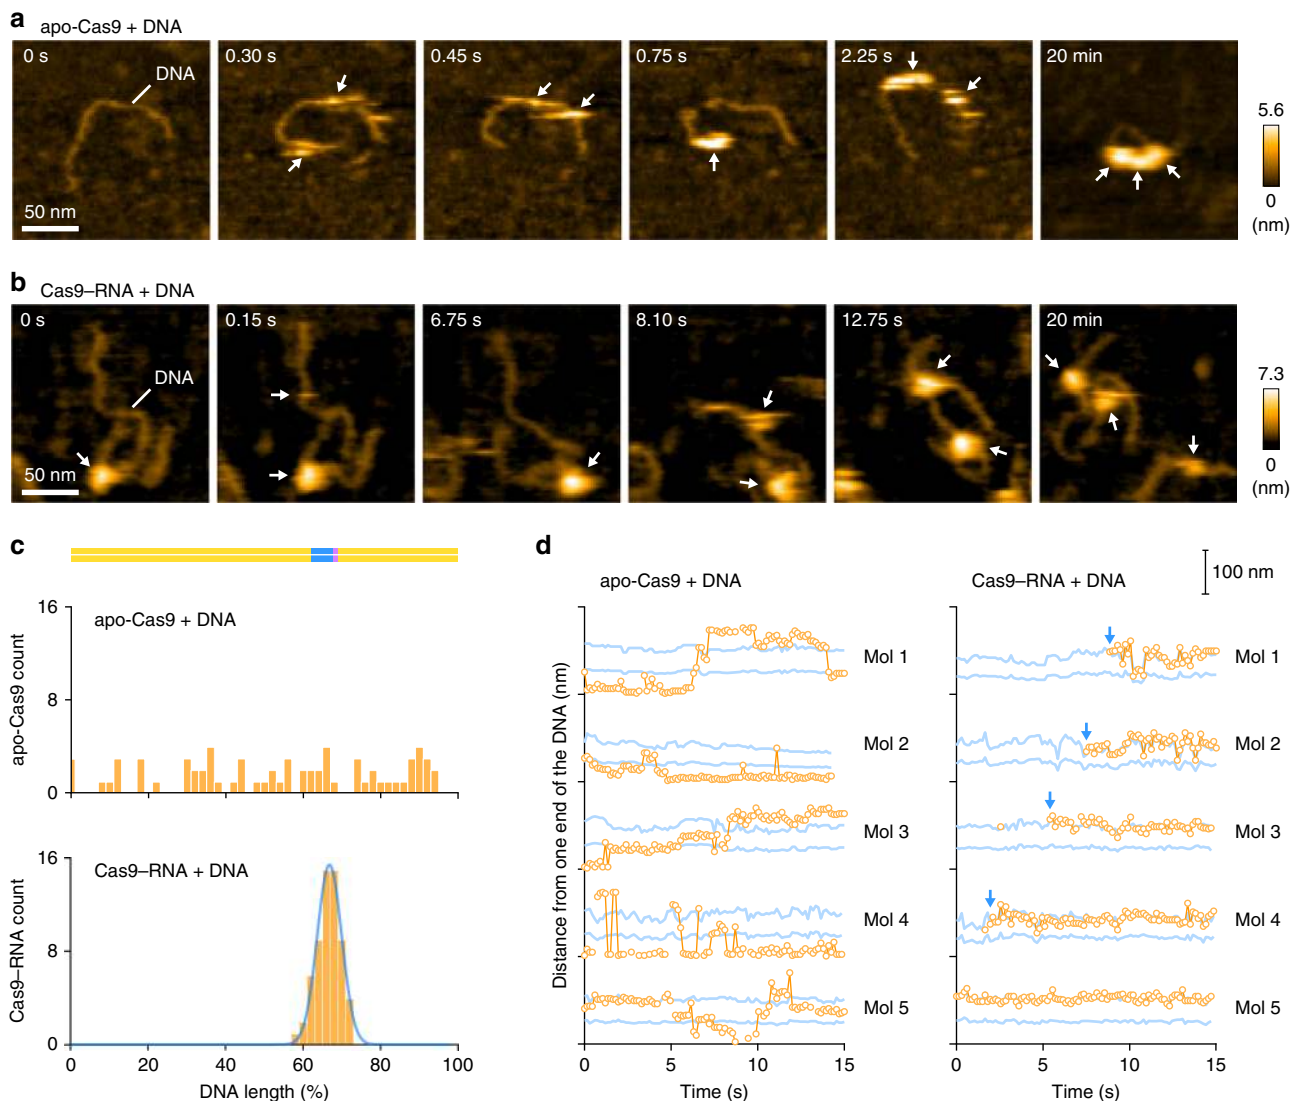 a
apo-Cas9 + DNA
0 s
DNA
50 nm
0.30 s
0.45 s
0.75 s
2.25 s
20 min
5.6
0
(nm)
b
Cas9–RNA + DNA
0 s
DNA
50 nm
0.15 s
6.75 s
8.10 s
12.75 s
20 min
7.3
0
(nm)
c
apo-Cas9 + DNA
apo-Cas9 count
16
8
0
Cas9–RNA + DNA
Cas9–RNA count
16
8
0
0 20 40 60 80 100
DNA length (%)
d
100 nm
apo-Cas9 + DNA
Cas9–RNA + DNA
Distance from one end of the DNA (nm)
Mol 1
Mol 2
Mol 3
Mol 4
Mol 5
0 5 10 15
Time (s)
Mol 1
Mol 2
Mol 3
Mol 4
Mol 5
0 5 10 15
Time (s)